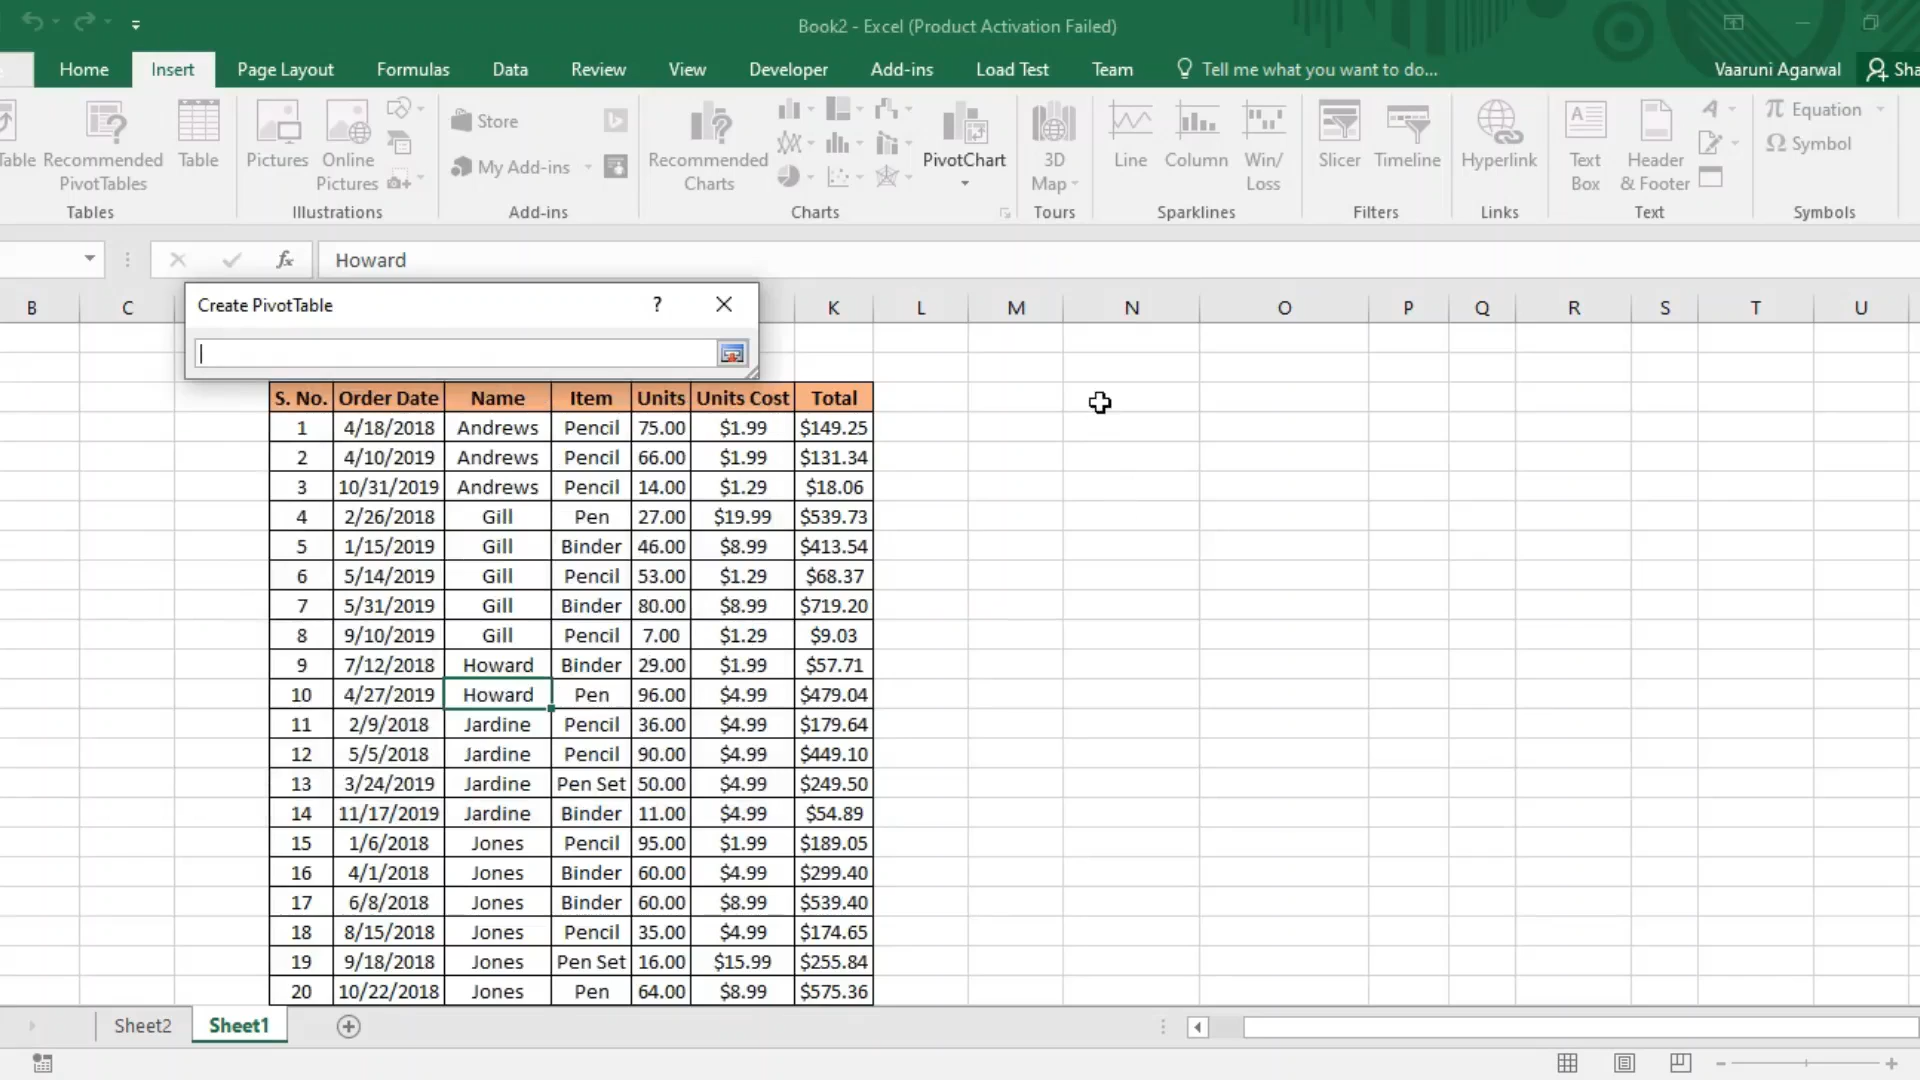 Book2 - Excel (Product Activation Failed)
Home Insert Page Layout Formulas Data Review View Developer Add-ins Load Test Team Tell me what you want to do... Vaaruni Agarwal Sha
Table Recommended PivotTables Table Pictures Online Pictures Store My Add-ins Recommended Charts PivotChart 3D Map Line Column Win/ Loss Slicer Timeline Hyperlink Text Box Header & Footer Equation Symbol
Tables Illustrations Add-ins Charts Tours Sparklines Filters Links Text Symbols
fx Howard
Create PivotTable ?
B C K L M N O P Q R S T U
S. No. Order Date Name Item Units Units Cost Total
1 4/18/2018 Andrews Pencil 75.00 $1.99 $149.25
2 4/10/2019 Andrews Pencil 66.00 $1.99 $131.34
3 10/31/2019 Andrews Pencil 14.00 $1.29 $18.06
4 2/26/2018 Gill Pen 27.00 $19.99 $539.73
5 1/15/2019 Gill Binder 46.00 $8.99 $413.54
6 5/14/2019 Gill Pencil 53.00 $1.29 $68.37
7 5/31/2019 Gill Binder 80.00 $8.99 $719.20
8 9/10/2019 Gill Pencil 7.00 $1.29 $9.03
9 7/12/2018 Howard Binder 29.00 $1.99 $57.71
10 4/27/2019 Howard Pen 96.00 $4.99 $479.04
11 2/9/2018 Jardine Pencil 36.00 $4.99 $179.64
12 5/5/2018 Jardine Pencil 90.00 $4.99 $449.10
13 3/24/2019 Jardine Pen Set 50.00 $4.99 $249.50
14 11/17/2019 Jardine Binder 11.00 $4.99 $54.89
15 1/6/2018 Jones Pencil 95.00 $1.99 $189.05
16 4/1/2018 Jones Binder 60.00 $4.99 $299.40
17 6/8/2018 Jones Binder 60.00 $8.99 $539.40
18 8/15/2018 Jones Pencil 35.00 $4.99 $174.65
19 9/18/2018 Jones Pen Set 16.00 $15.99 $255.84
20 10/22/2018 Jones Pen 64.00 $8.99 $575.36
Sheet2 Sheet1